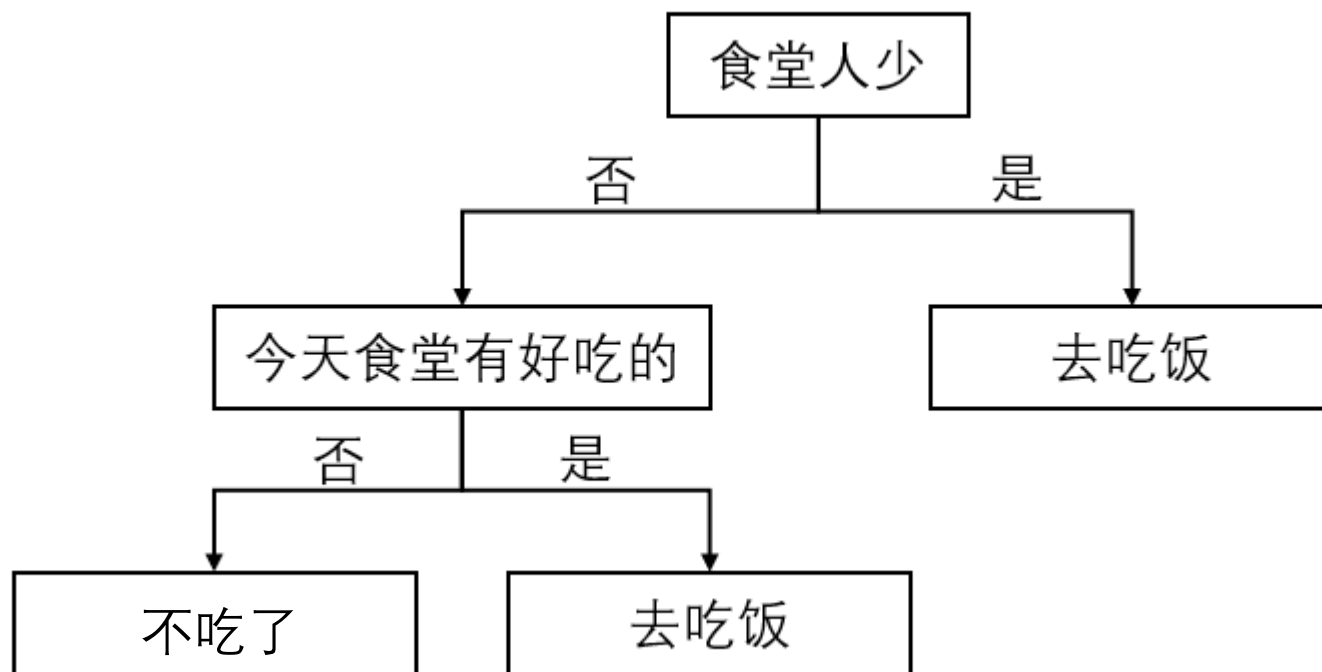 食堂人少
否
是
今天食堂有好吃的
去吃饭
否
是
不吃了
去吃饭